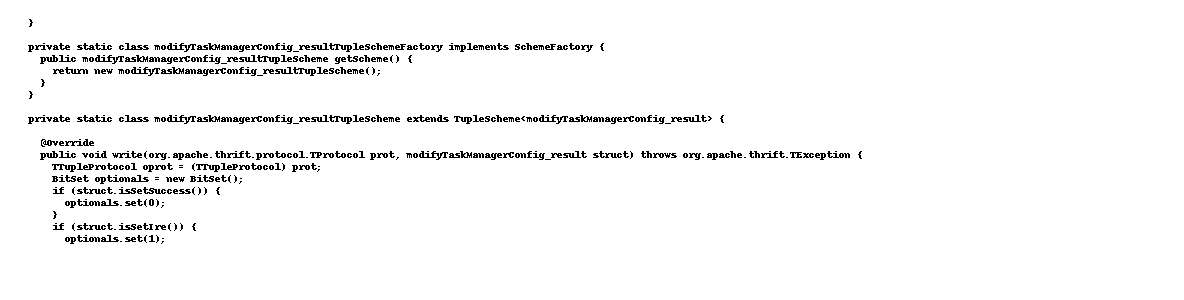 }
private static class modifyTaskManagerConfig_resultTupleSchemeFactory implements SchemeFactory {
public modifyTaskManagerConfig_resultTupleScheme getScheme() {
return new modifyTaskManagerConfig_resultTupleScheme();
}
}
private static class modifyTaskManagerConfig_resultTupleScheme extends TupleScheme<modifyTaskManagerConfig_result> {
@Override
public void write(org.apache.thrift.protocol.TProtocol prot, modifyTaskManagerConfig_result struct) throws org.apache.thrift.TException {
TTupleProtocol oprot = (TTupleProtocol) prot;
BitSet optionals = new BitSet();
if (struct.isSetSuccess()) {
optionals.set(0);
}
if (struct.isSetIre()) {
optionals.set(1);